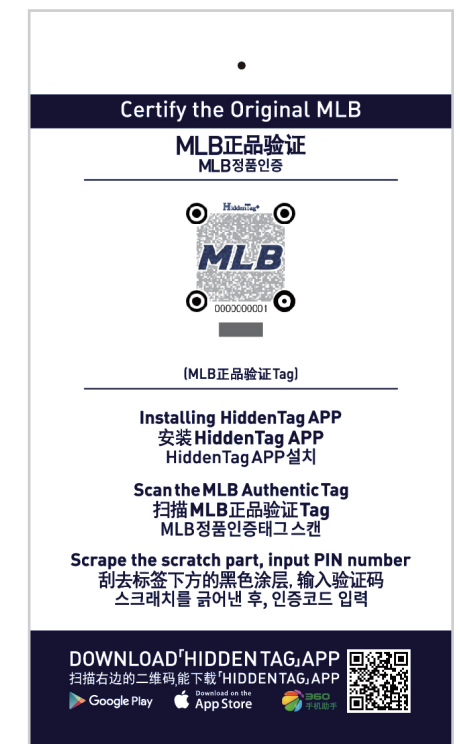 Certify the Original MLB
MLB正品验证
MLB정품인증
HiddenTag
MLB
0000000001
(MLB正品验证Tag)
Installing HiddenTag APP
安装HiddenTag APP
HiddenTag APP설치
Scan the MLB Authentic Tag
扫描MLB正品验证Tag
MLB정품인증태그 스캔
Scrape the scratch part, input PIN number
刮去标签下方的黑色涂层, 输入验证码
스크래치를 긁어낸 후, 인증코드 입력
DOWNLOAD「HIDDEN TAG」APP
扫描右边的二维码,能下载「HIDDEN TAG」APP
Google Play
Download on the
App Store
360
手机助手